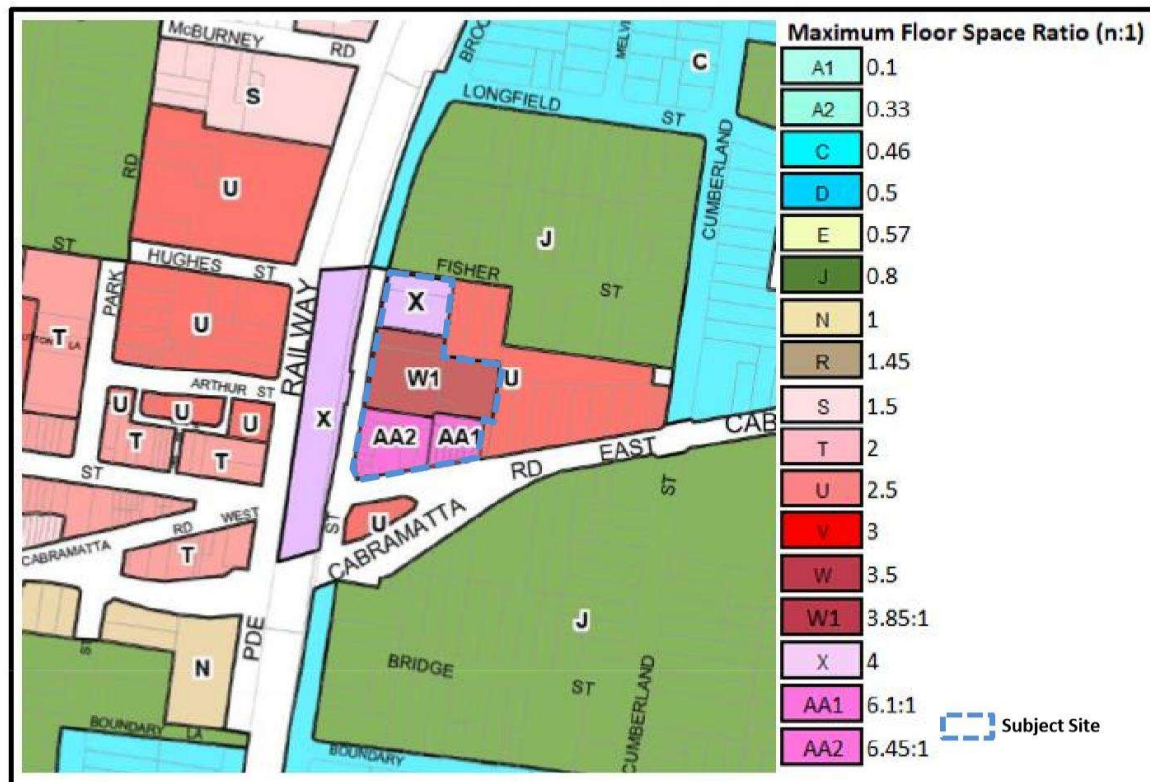 McBURNEY
RD
BROO
MELVI
C
S
LONGFIELD
ST
CUMBERLAND
RD
U
J
ST
HUGHES
ST
FISHER
ST
PARK
RAILWAY
X
U
T
LA
W1
U
ARTHUR ST
X
U
U
U
T
T
AA2
AA1
CAB
EAST
RD
ST
ST
ST
U
RD WEST
CABRAMATTA
T
CABRAMATTA
J
PDE
ST
N
BRIDGE
ST
CUMBERLAND
BOUNDARY
LA
BOUNDARY
Maximum Floor Space Ratio (n:1)
A1 0.1
A2 0.33
C 0.46
D 0.5
E 0.57
J 0.8
N 1
R 1.45
S 1.5
T 2
U 2.5
V 3
W 3.5
W1 3.85:1
X 4
AA1 6.1:1
AA2 6.45:1
Subject Site